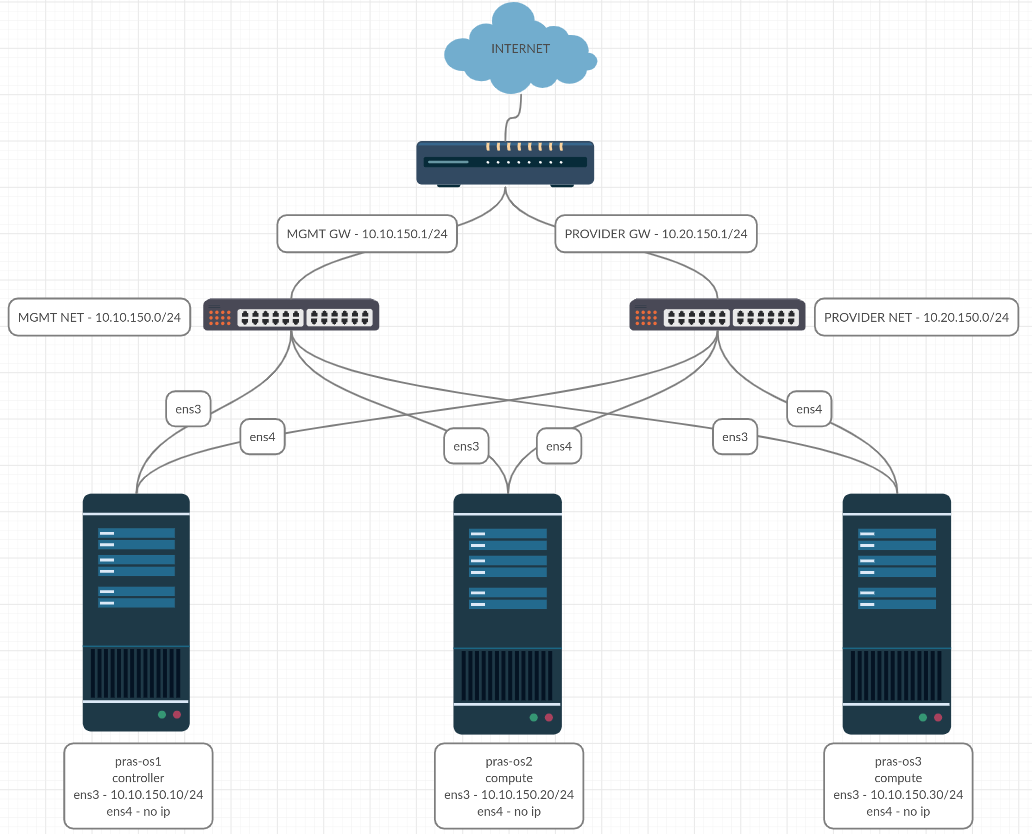 INTERNET
MGMT GW - 10.10.150.1/24
PROVIDER GW - 10.20.150.1/24
MGMT NET - 10.10.150.0/24
PROVIDER NET - 10.20.150.0/24
ens3
ens4
ens4
ens3
ens4
ens3
pras-os1
controller
ens3 - 10.10.150.10/24
ens4 - no ip
pras-os2
compute
ens3 - 10.10.150.20/24
ens4 - no ip
pras-os3
compute
ens3 - 10.10.150.30/24
ens4 - no ip